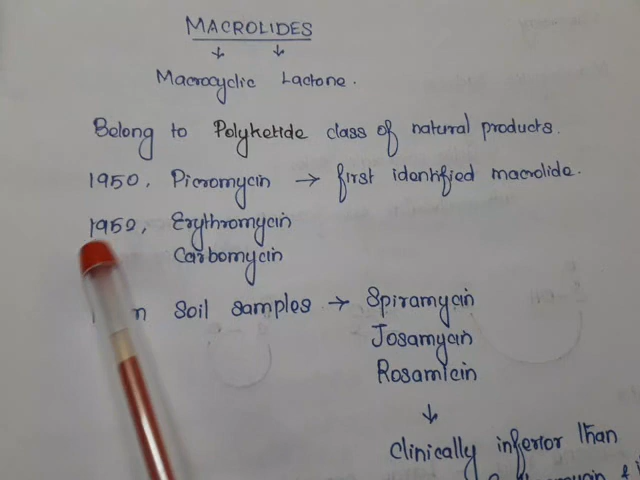 MACROLIDES
↓ ↓
Macrocyclic Lactone.
Belong to Polyketide class of natural products.
1950, Picromycin → first identified macrolide.
1952, Erythromycin
Carbomycin
soil samples → Spiramycin
Josamycin
Rosamicin
↓
clinically inferior than